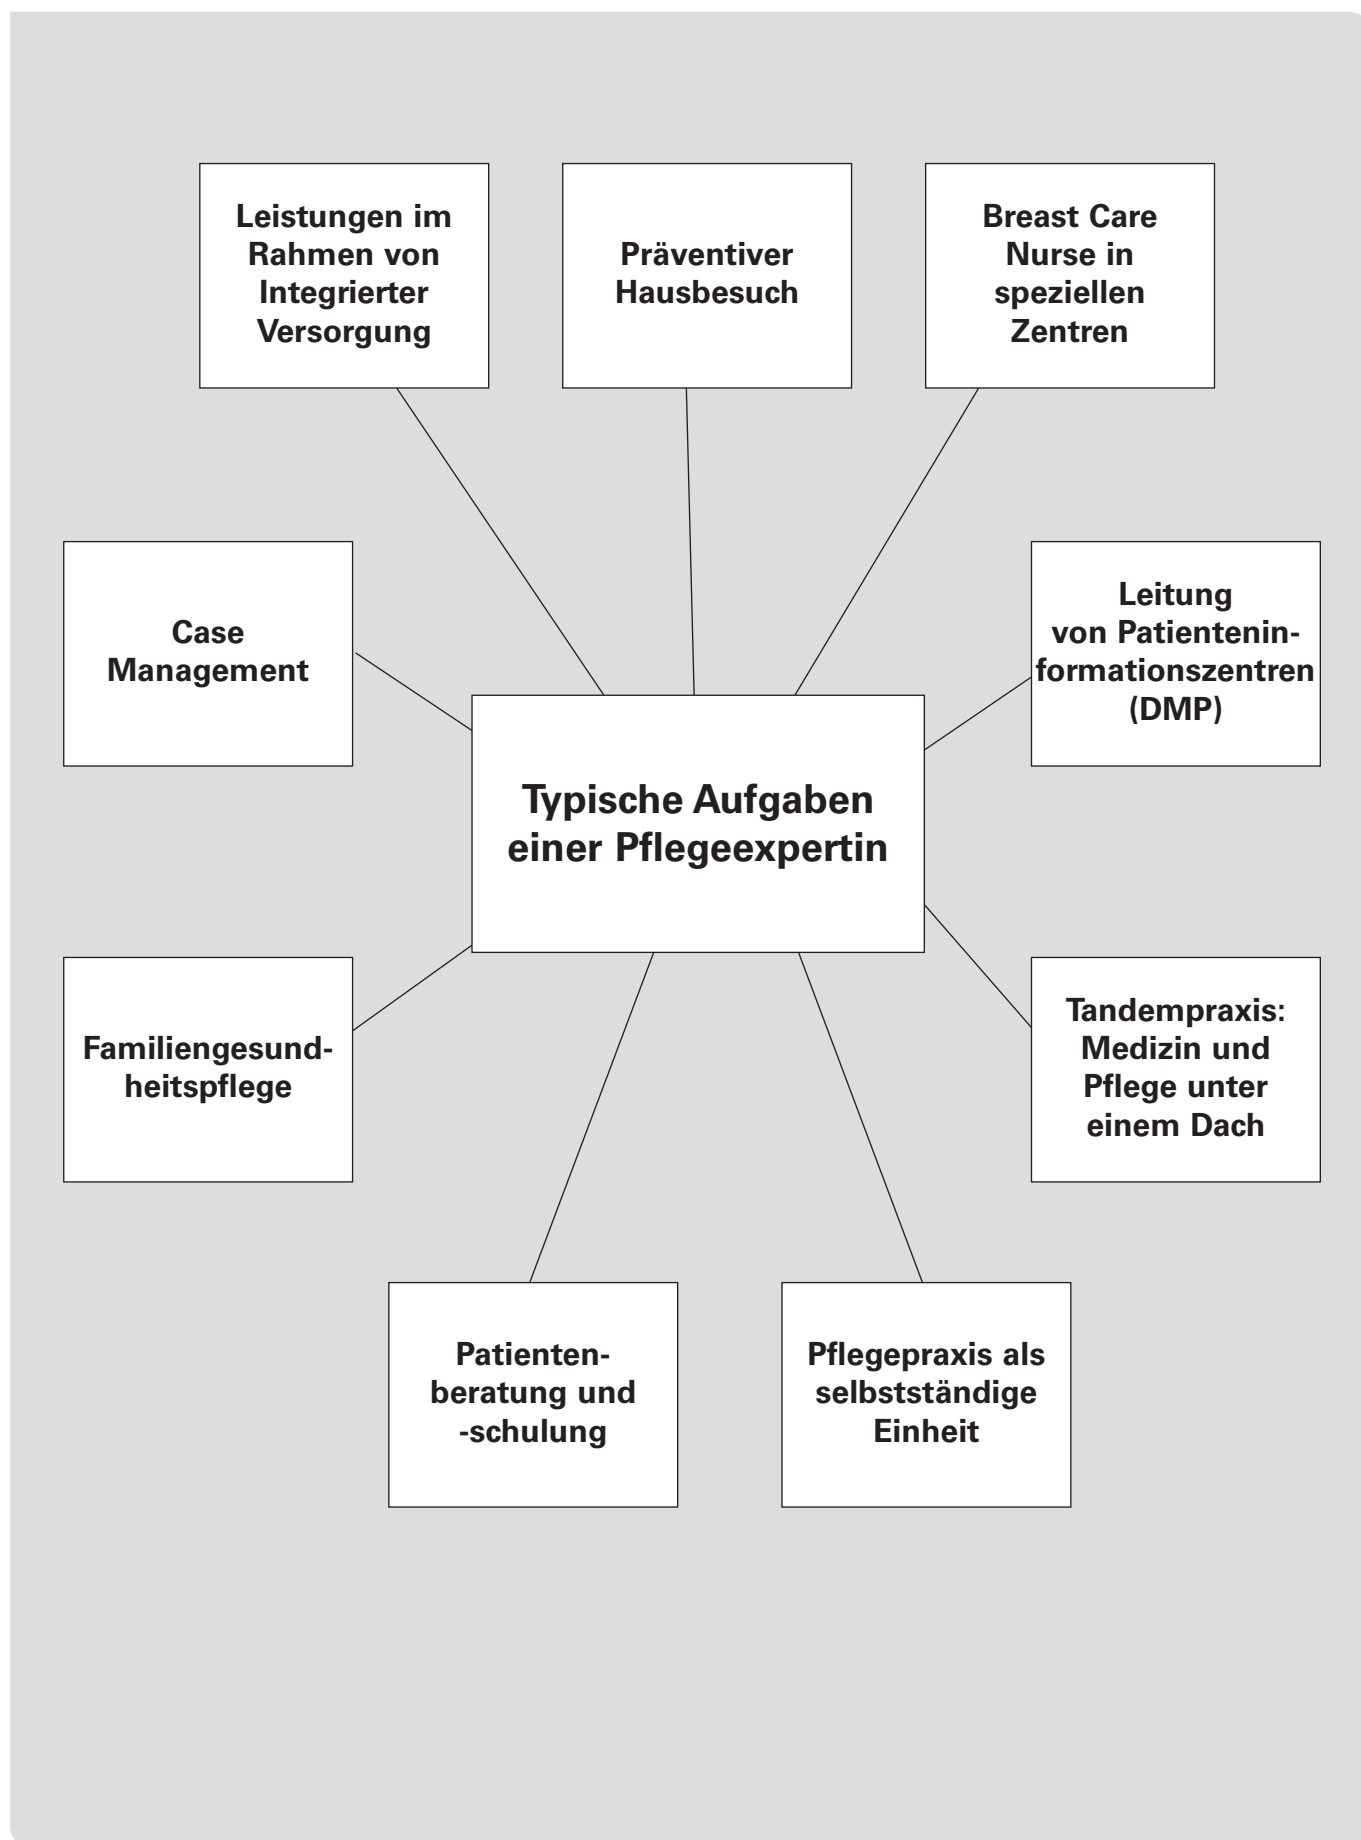 Leistungen im
Rahmen von
Integrierter
Versorgung
Präventiver
Hausbesuch
Breast Care
Nurse in
speziellen
Zentren
Case
Management
Leitung
von Patientenin-
formationszentren
(DMP)
Typische Aufgaben
einer Pflegeexpertin
Familiengesund-
heitspflege
Tandempraxis:
Medizin und
Pflege unter
einem Dach
Patienten-
beratung und
-schulung
Pflegepraxis als
selbstständige
Einheit